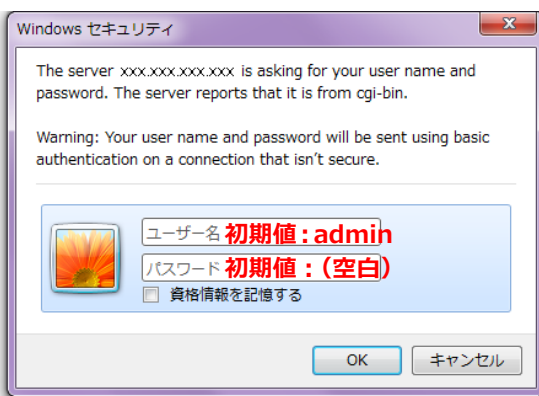 Windows セキュリティ
The server xxx.xxx.xxx.xxx is asking for your user name and
password. The server reports that it is from cgi-bin.
Warning: Your user name and password will be sent using basic
authentication on a connection that isn't secure.
ユーザー名 初期値：admin
パスワード 初期値：(空白)
資格情報を記憶する
OK キャンセル